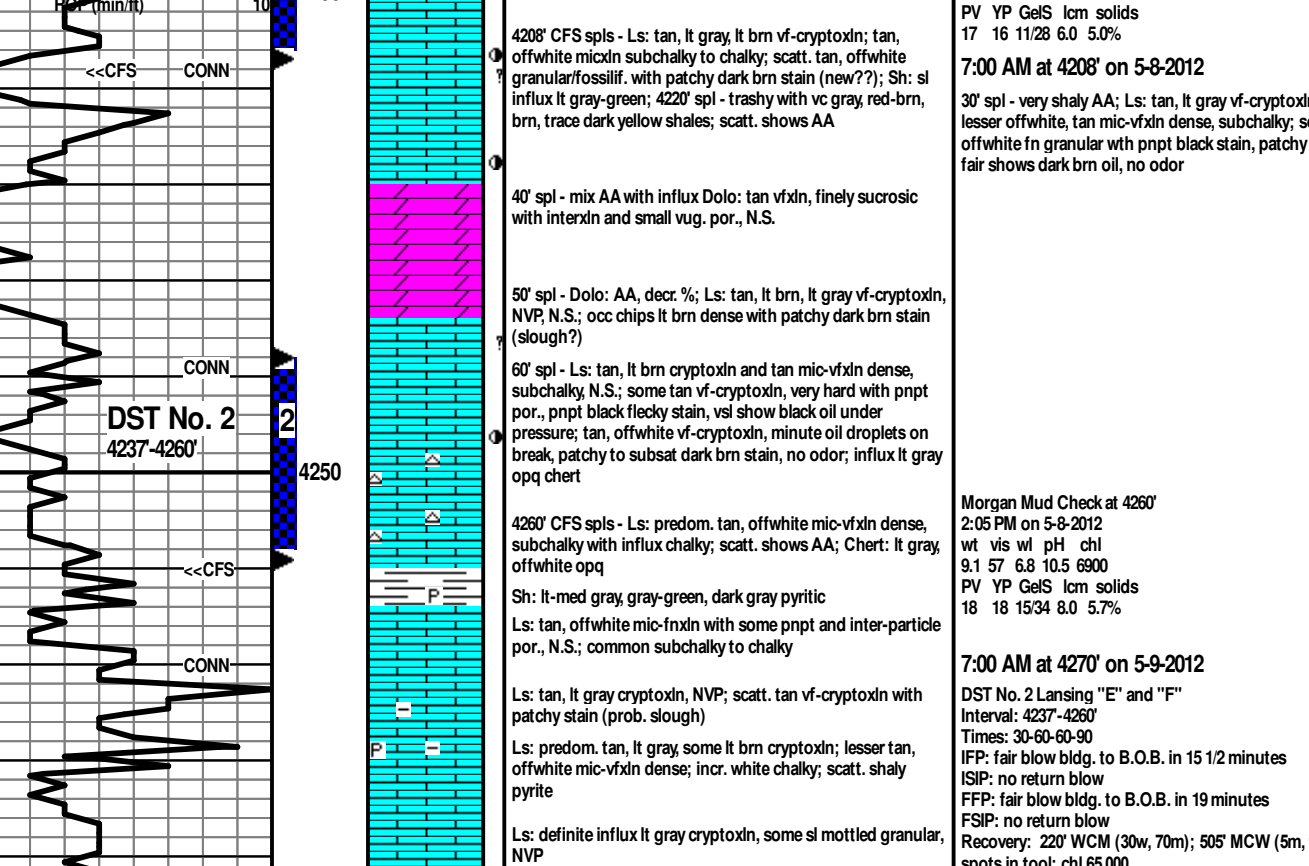 ROP (min/ft) 10
<<CFS CONN
CONN
DST No. 2
4237'-4260'
<<CFS
CONN
2
4250
?
?
P
P
4208' CFS spls - Ls: tan, lt gray, lt brn vf-cryptoxln; tan,
offwhite micxln subchalky to chalky; scatt. tan, offwhite
granular/fossilif. with patchy dark brn stain (new??); Sh: sl
influx lt gray-green; 4220' spl - trashy with vc gray, red-brn,
brn, trace dark yellow shales; scatt. shows AA
40' spl - mix AA with influx Dolo: tan vfxln, finely sucrosic
with interxln and small vug. por., N.S.
50' spl - Dolo: AA, decr. %; Ls: tan, lt brn, lt gray vf-cryptoxln,
NVP, N.S.; occ chips lt brn dense with patchy dark brn stain
(slough?)
60' spl - Ls: tan, lt brn cryptoxln and tan mic-vfxln dense,
subchalky, N.S.; some tan vf-cryptoxln, very hard with pnpt
por., pnpt black flecky stain, vsl show black oil under
pressure; tan, offwhite vf-cryptoxln, minute oil droplets on
break, patchy to subsat dark brn stain, no odor; influx lt gray
opq chert
4260' CFS spls - Ls: predom. tan, offwhite mic-vfxln dense,
subchalky with influx chalky; scatt. shows AA; Chert: lt gray,
offwhite opq
Sh: lt-med gray, gray-green, dark gray pyritic
Ls: tan, offwhite mic-fnxln with some pnpt and inter-particle
por., N.S.; common subchalky to chalky
Ls: tan, lt gray cryptoxln, NVP; scatt. tan vf-cryptoxln with
patchy stain (prob. slough)
Ls: predom. tan, lt gray, some lt brn cryptoxln; lesser tan,
offwhite mic-vfxln dense; incr. white chalky; scatt. shaly
pyrite
Ls: definite influx lt gray cryptoxln, some sl mottled granular,
NVP
PV YP GelS lcm solids
17 16 11/28 6.0 5.0%
7:00 AM at 4208' on 5-8-2012
30' spl - very shaly AA; Ls: tan, lt gray vf-cryptoxl
lesser offwhite, tan mic-vfxln dense, subchalky; s
offwhite fn granular wth pnpt black stain, patchy
fair shows dark brn oil, no odor
Morgan Mud Check at 4260'
2:05 PM on 5-8-2012
wt vis wl pH chl
9.1 57 6.8 10.5 6900
PV YP GelS lcm solids
18 18 15/34 8.0 5.7%
7:00 AM at 4270' on 5-9-2012
DST No. 2 Lansing "E" and "F"
Interval: 4237'-4260'
Times: 30-60-60-90
IFP: fair blow bldg. to B.O.B. in 15 1/2 minutes
ISIP: no return blow
FFP: fair blow bldg. to B.O.B. in 19 minutes
FSIP: no return blow
Recovery: 220' WCM (30w, 70m); 505' MCW (5m,
spots in tool; chl 65,000